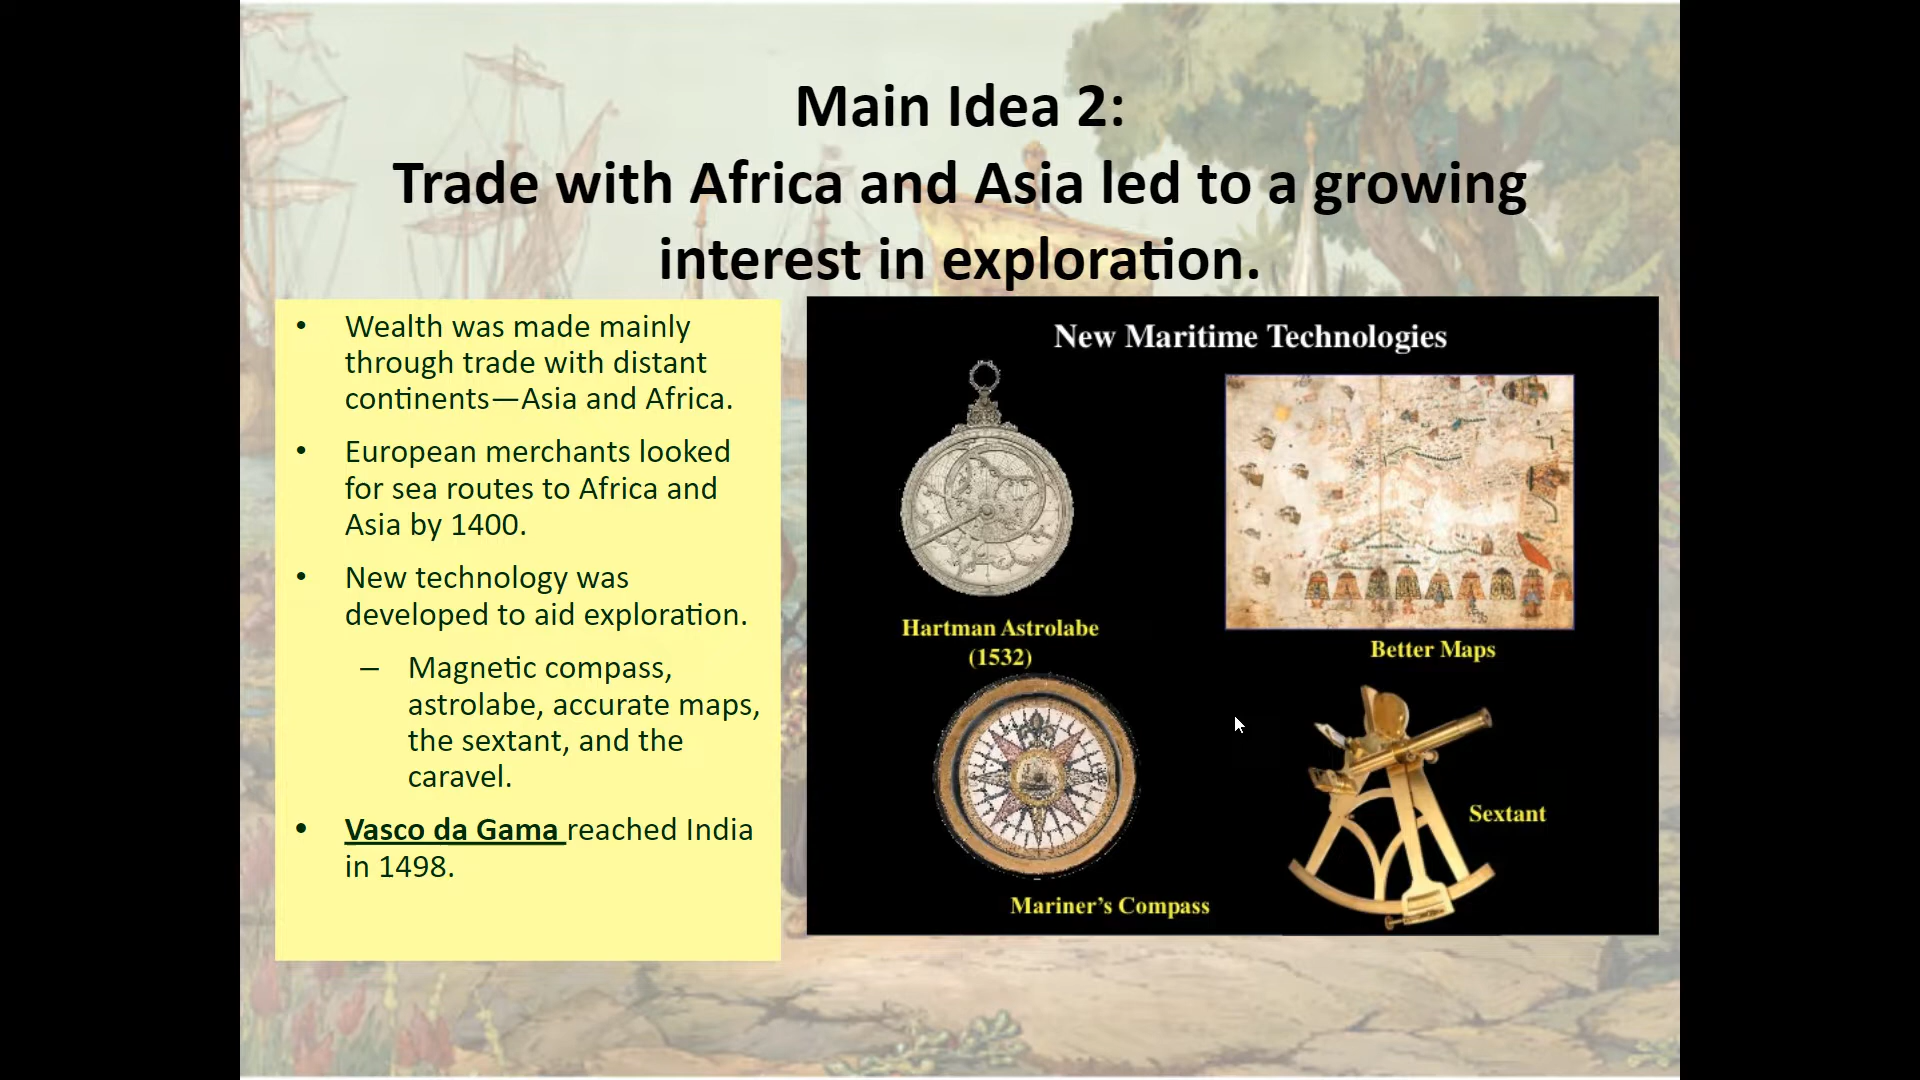 Main Idea 2:
Trade with Africa and Asia led to a growing
interest in exploration.
• Wealth was made mainly
through trade with distant
continents—Asia and Africa.
• European merchants looked
for sea routes to Africa and
Asia by 1400.
• New technology was
developed to aid exploration.
– Magnetic compass,
astrolabe, accurate maps,
the sextant, and the
caravel.
• Vasco da Gama reached India
in 1498.
New Maritime Technologies
Hartman Astrolabe
(1532)
Better Maps
Mariner's Compass
Sextant